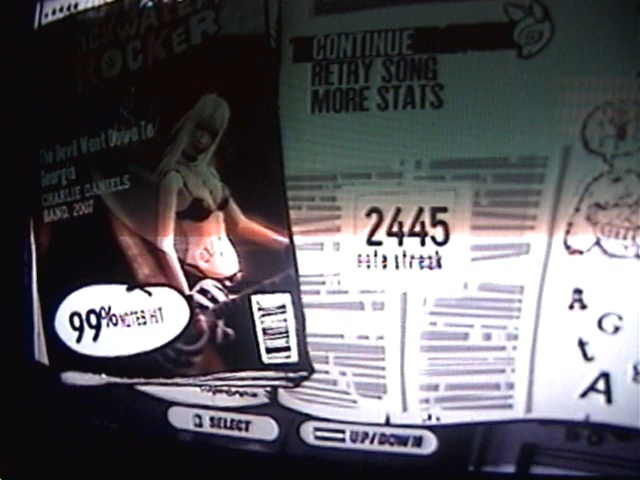 ROCKER
CONTINUE
RETRY SONG
MORE STATS
The Devil Went Down To
Georgia
CHARLIE DANIELS
BAND, 2007
2445
note streak
99% NOTES HIT
A
G
t
A
SELECT
UP/DOWN